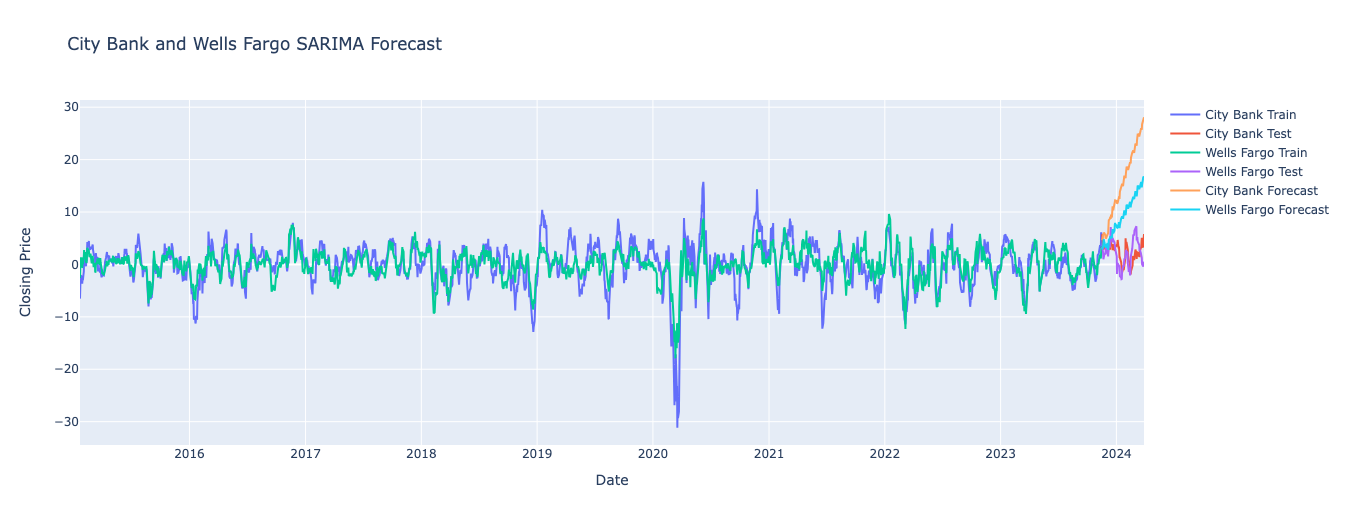 City Bank and Wells Fargo SARIMA Forecast
30
20
10
0
−10
−20
−30
Closing Price
2016
2017
2018
2019
2020
2021
2022
2023
2024
Date
City Bank Train
City Bank Test
Wells Fargo Train
Wells Fargo Test
City Bank Forecast
Wells Fargo Forecast